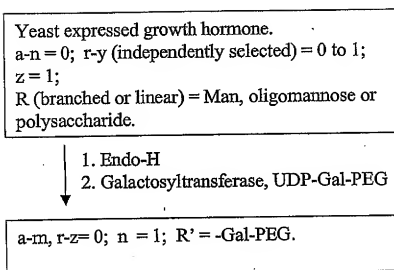 Yeast expressed growth hormone.
a-n = 0; r-y (independently selected) = 0 to 1;
z = 1;
R (branched or linear) = Man, oligomannose or
polysaccharide.
1. Endo-H
2. Galactosyltransferase, UDP-Gal-PEG
a-m, r-z= 0; n = 1; R' = -Gal-PEG.